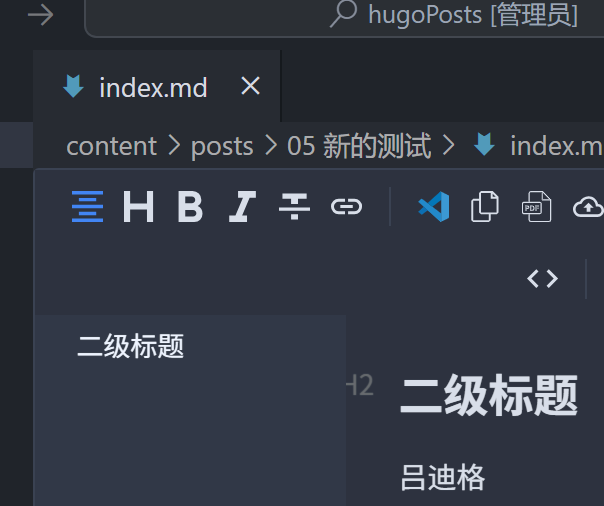 hugoPosts [管理员]
index.md
content > posts > 05 新的测试 > index.m
H B I T
PDF
二级标题
H2 二级标题
吕迪格